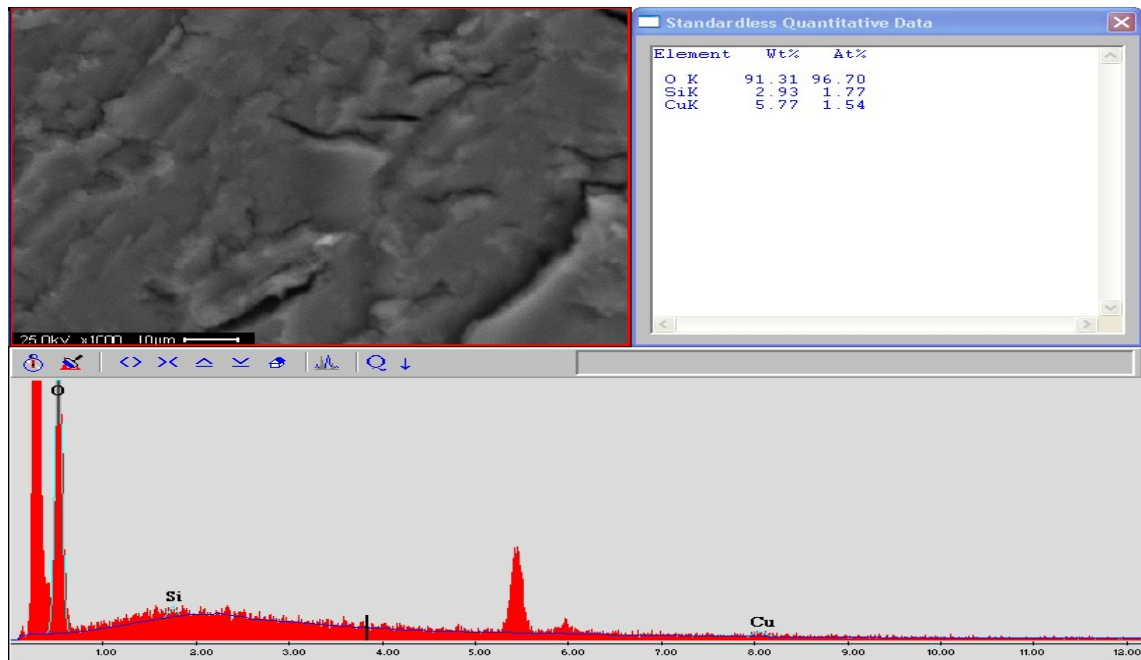 Standardless Quantitative Data
Element Wt% At%
O K 91.31 96.70
SiK 2.93 1.77
CuK 5.77 1.54
25.0kV x1000 10µm
Q
O
Si
Cu
1.00 2.00 3.00 4.00 5.00 6.00 7.00 8.00 9.00 10.00 11.00 12.00